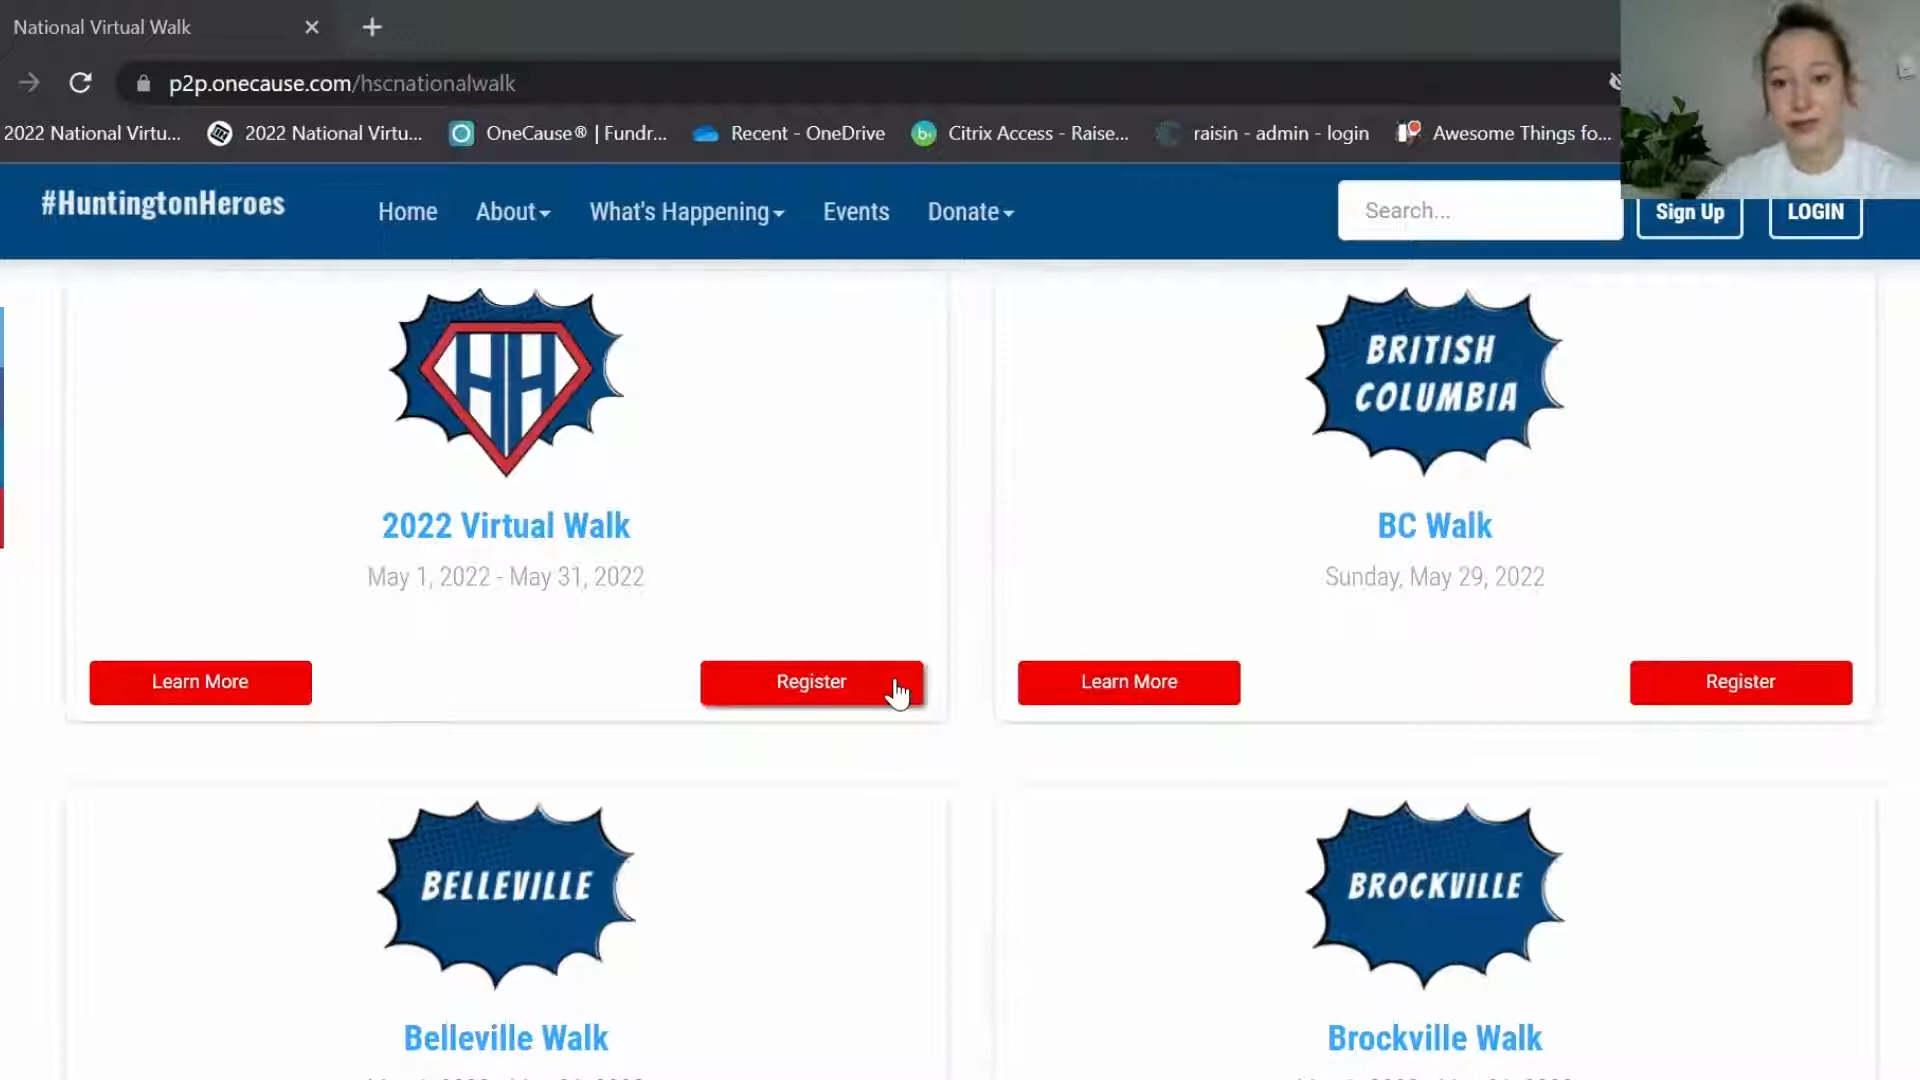 National Virtual Walk
p2p.onecause.com/hscnationalwalk
2022 National Virtu... 2022 National Virtu... OneCause® | Fundr... Recent - OneDrive b. Citrix Access - Raise... raisin - admin - login Awesome Things fo...
#HuntingtonHeroes Home About What's Happening Events Donate Search... Sign Up LOGIN
HH
BRITISH
COLUMBIA
2022 Virtual Walk
BC Walk
May 1, 2022 - May 31, 2022
Sunday, May 29, 2022
Learn More Register Learn More Register
BELLEVILLE
BROCKVILLE
Belleville Walk
Brockville Walk